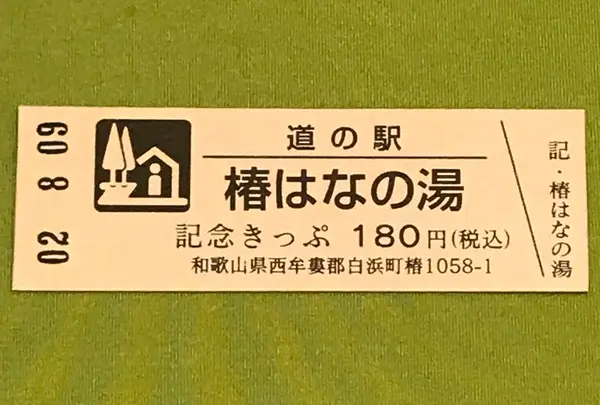 02 8 09
道の駅
椿はなの湯
記念きっぷ 180円(税込)
和歌山県西牟婁郡白浜町椿1058-1
記・椿はなの湯